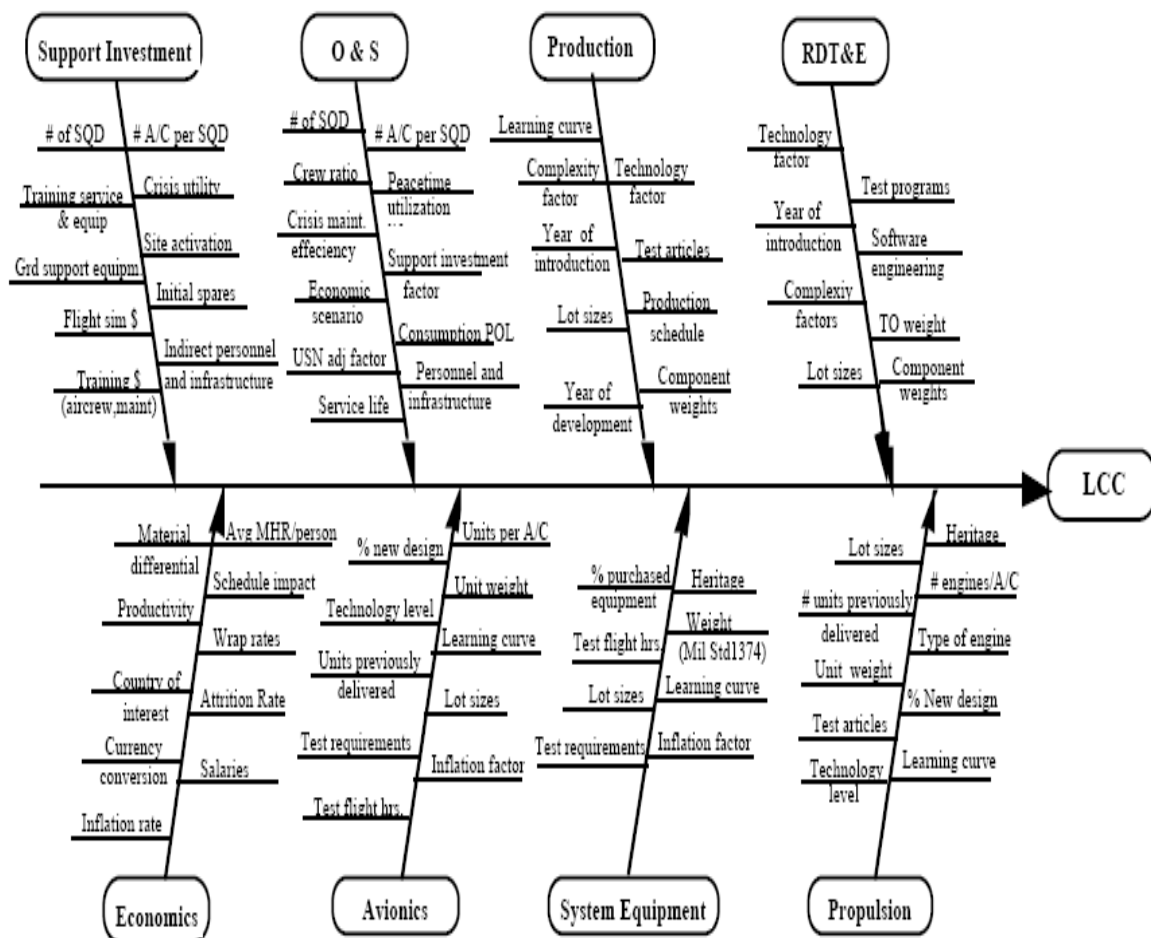 Support Investment
# of SQD
# A/C per SQD
Training service
& equip
Crisis utility
Site activation
Grd support equipm.
Initial spares
Flight sim $
Indirect personnel
and infrastructure
Training $
(aircrew,maint)
O & S
# of SQD
# A/C per SQD
Crew ratio
Peacetime
utilization
Crisis maint.
effeciency
Support investment
factor
Economic
scenario
Consumption POL
USN adj factor
Personnel and
infrastructure
Service life
Production
Learning curve
Complexity
factor
Technology
factor
Year of
introduction
Test articles
Lot sizes
Production
schedule
Component
weights
Year of
development
RDT&E
Technology
factor
Test programs
Year of
introduction
Software
engineering
Complexiv
factors
TO weight
Lot sizes
Component
weights
LCC
Material
differential
Avg MHR/person
Schedule impact
Productivity
Wrap rates
Country of
interest
Attrition Rate
Currency
conversion
Salaries
Inflation rate
Economics
Units per A/C
% new design
Unit weight
Technology level
Learning curve
Units previously
delivered
Lot sizes
Test requirements
Inflation factor
Test flight hrs.
Avionics
% purchased
equipment
Heritage
Weight
(Mil Std1374)
Test flight hrs.
Learning curve
Lot sizes
Test requirements
Inflation factor
System Equipment
Lot sizes
Heritage
# engines/A/C
# units previously
delivered
Type of engine
Unit weight
% New design
Test articles
Learning curve
Technology
level
Propulsion